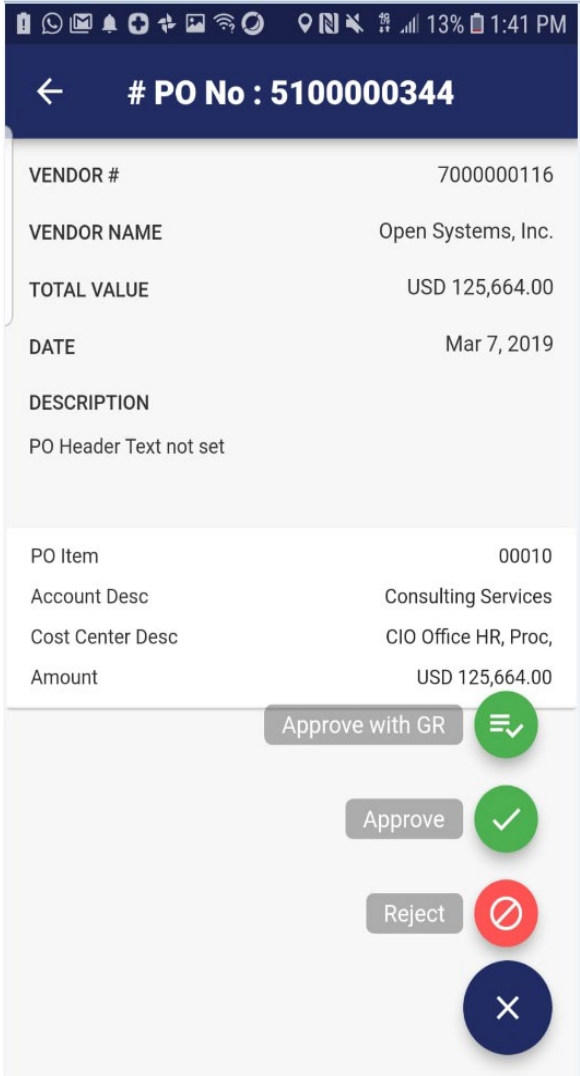 13% 1:41 PM
# PO No : 5100000344
VENDOR # 7000000116
VENDOR NAME Open Systems, Inc.
TOTAL VALUE USD 125,664.00
DATE Mar 7, 2019
DESCRIPTION
PO Header Text not set
PO Item 00010
Account Desc Consulting Services
Cost Center Desc CIO Office HR, Proc,
Amount USD 125,664.00
Approve with GR
Approve
Reject